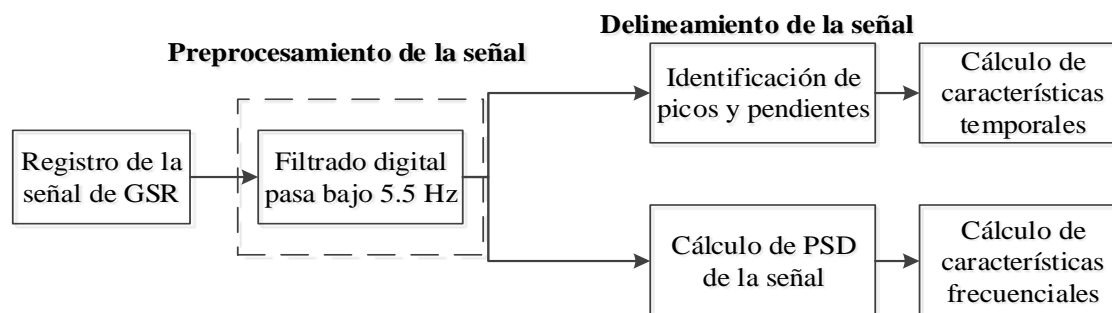 Preprocesamiento de la señal
Delineamiento de la señal
Registro de la
señal de GSR
Filtrado digital
pasa bajo 5.5 Hz
Identificación de
picos y pendientes
Cálculo de
características
temporales
Cálculo de PSD
de la señal
Cálculo de
características
frecuenciales